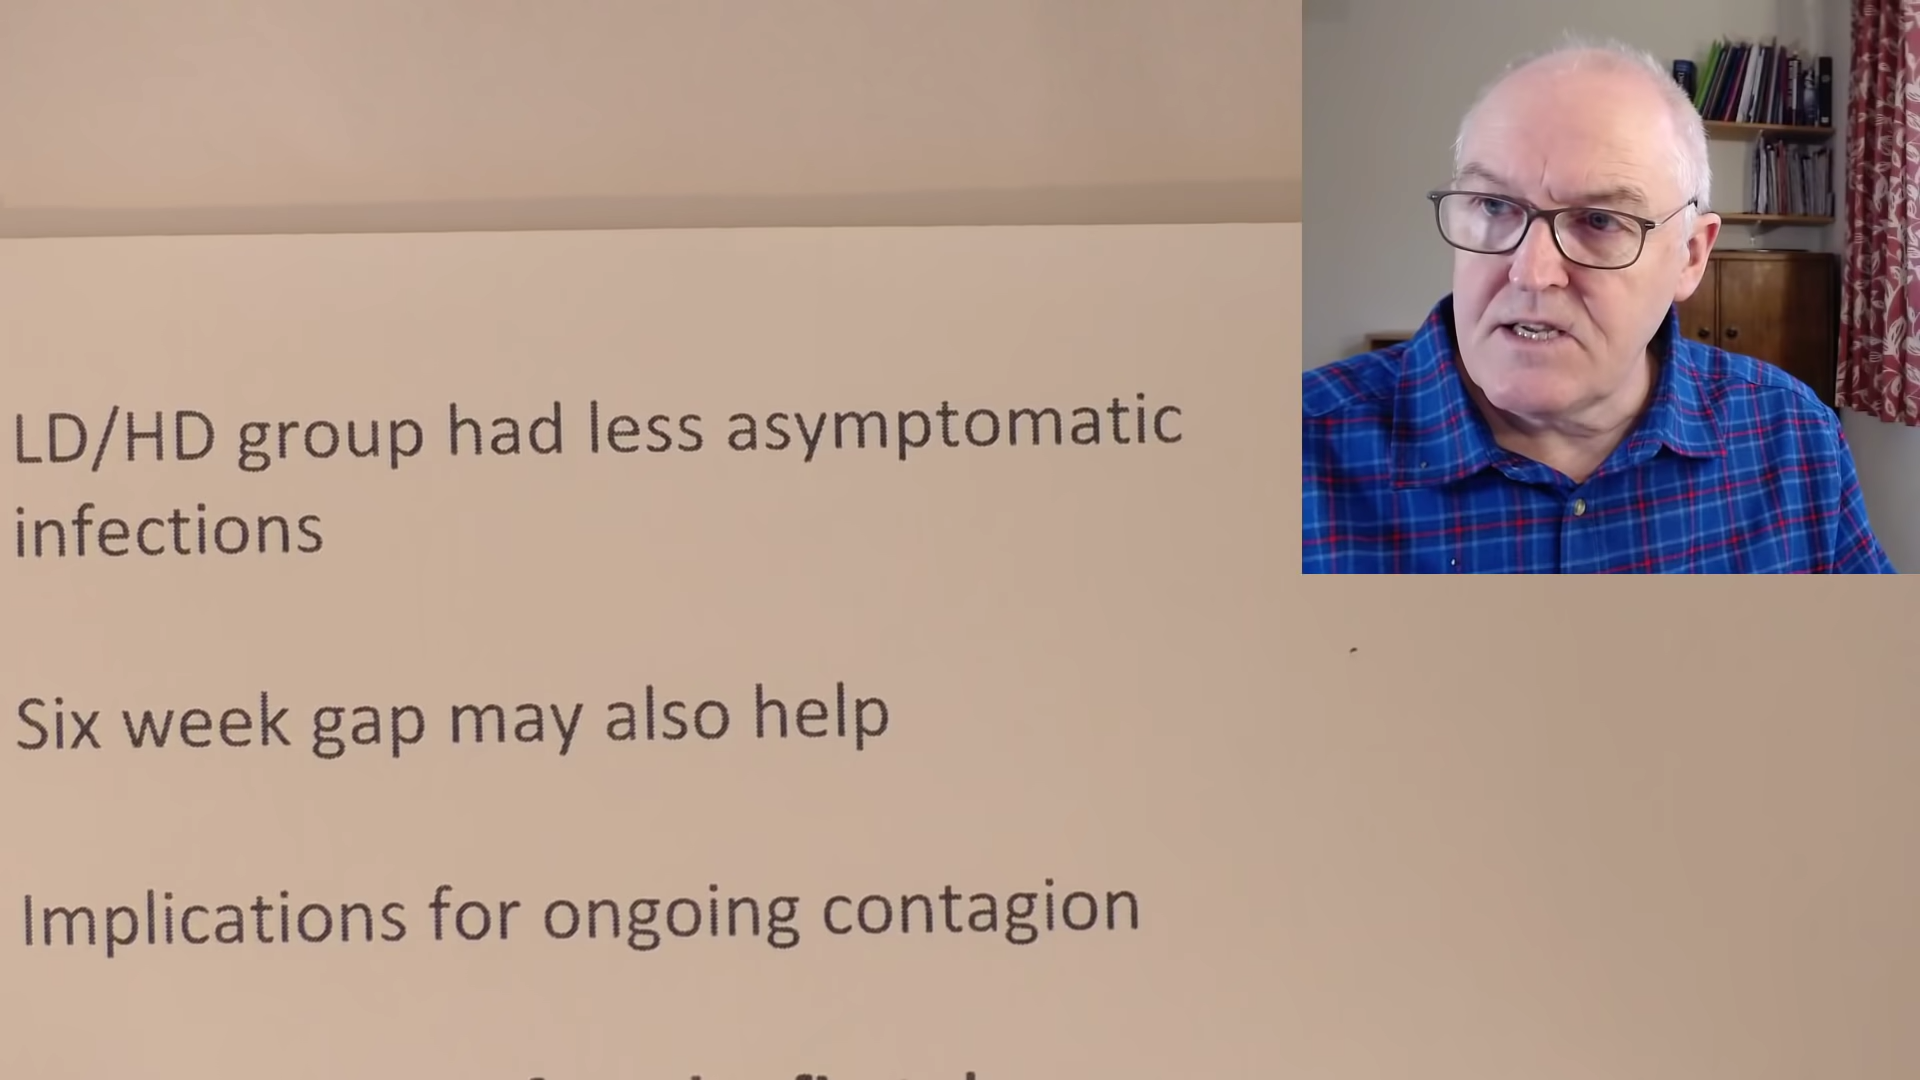 LD/HD group had less asymptomatic
infections
Six week gap may also help
Implications for ongoing contagion